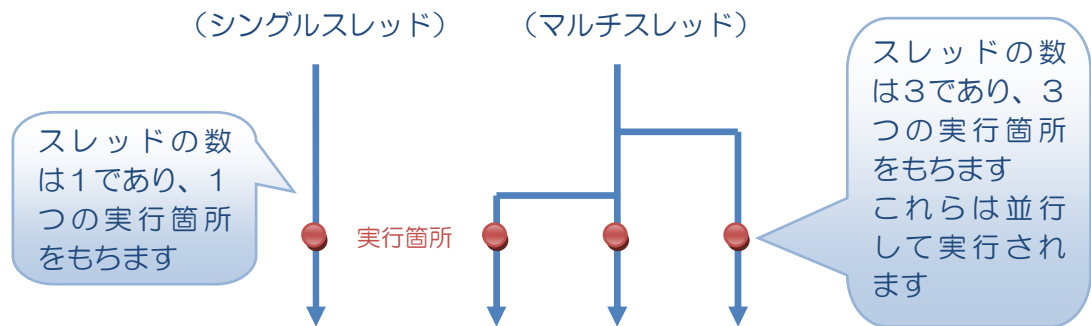 （シングルスレッド）
（マルチスレッド）
スレッドの数
は１であり、１
つの実行箇所
をもちます
実行箇所
スレッドの数
は３であり、３
つの実行箇所
をもちます
これらは並行
して実行され
ます